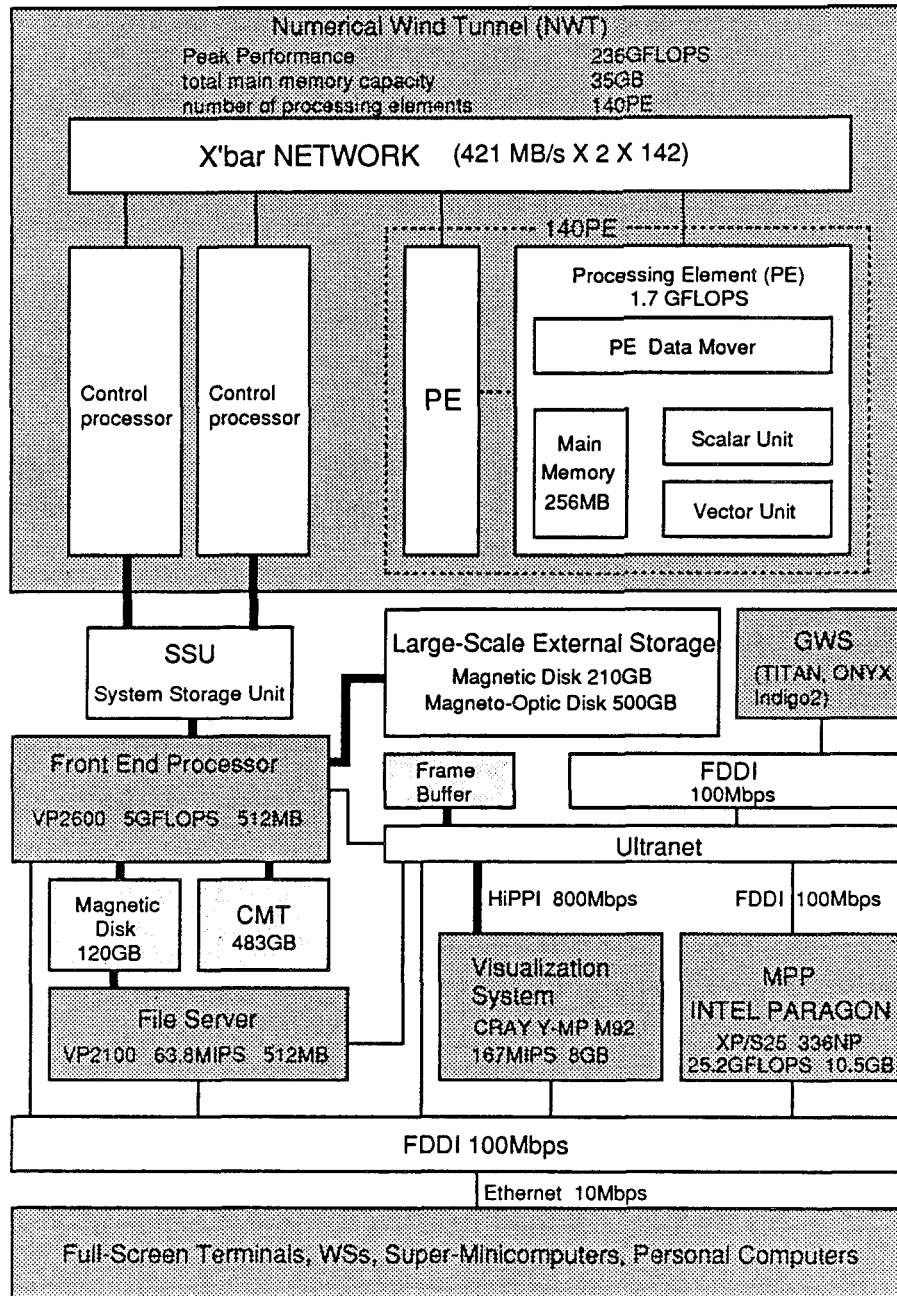 Numerical Wind Tunnel (NWT)
Peak Performance 236GFLOPS
total main memory capacity 35GB
number of processing elements 140PE
X'bar NETWORK (421 MB/s X 2 X 142)
140PE
Control
processor
Control
processor
PE
Processing Element (PE)
1.7 GFLOPS
PE Data Mover
Main
Memory
256MB
Scalar Unit
Vector Unit
SSU
System Storage Unit
Large-Scale External Storage
Magnetic Disk 210GB
Magneto-Optic Disk 500GB
GWS
(TITAN, ONYX
Indigo2)
Front End Processor
VP2600 5GFLOPS 512MB
Frame
Buffer
FDDI
100Mbps
Ultranet
Magnetic
Disk
120GB
CMT
483GB
HiPPI 800Mbps
FDDI 100Mbps
File Server
VP2100 63.8MIPS 512MB
Visualization
System
CRAY Y-MP M92
167MIPS 8GB
MPP
INTEL PARAGON
XP/S25 336NP
25.2GFLOPS 10.5GB
FDDI 100Mbps
Ethernet 10Mbps
Full-Screen Terminals, WSs, Super-Minicomputers, Personal Computers